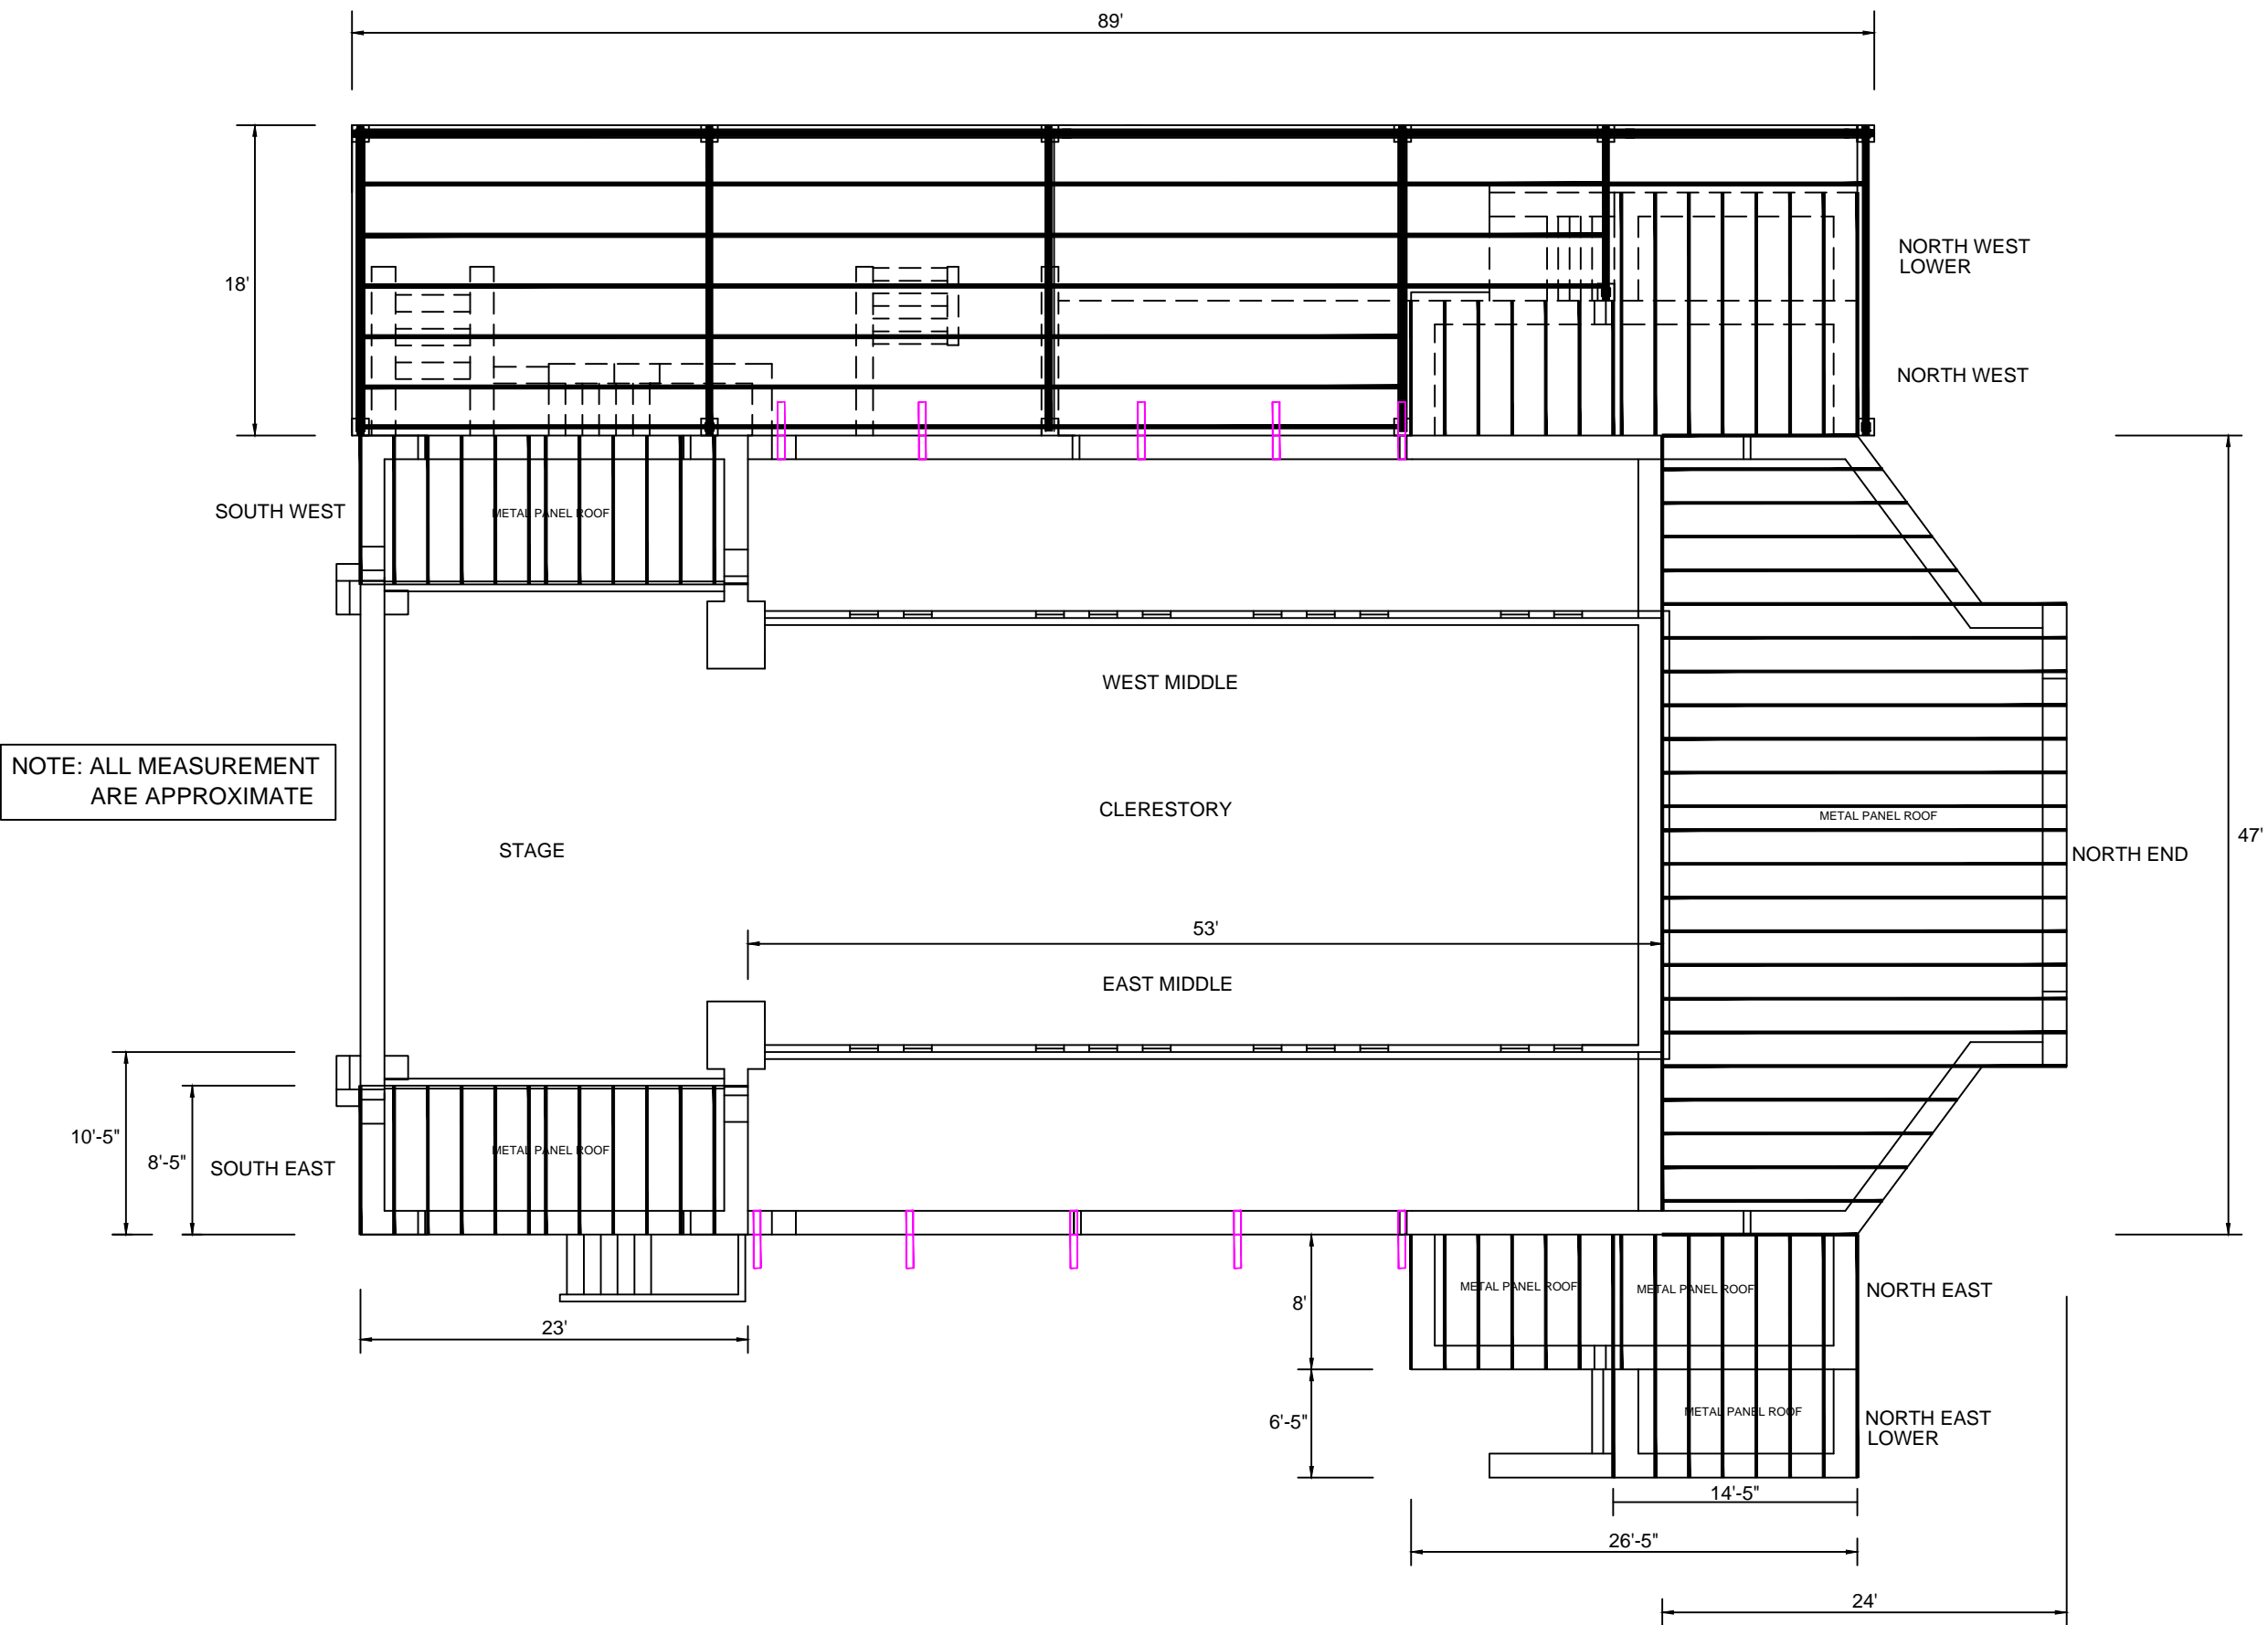 89'
18'
NORTH WEST
LOWER
NORTH WEST
SOUTH WEST
METAL PANEL ROOF
WEST MIDDLE
NOTE: ALL MEASUREMENT
ARE APPROXIMATE
CLERESTORY
METAL PANEL ROOF
47'
STAGE
NORTH END
53'
EAST MIDDLE
10'-5"
8'-5"
SOUTH EAST
METAL PANEL ROOF
METAL PANEL ROOF
METAL PANEL ROOF
NORTH EAST
8'
23'
METAL PANEL ROOF
6'-5"
NORTH EAST
LOWER
14'-5"
26'-5"
24'